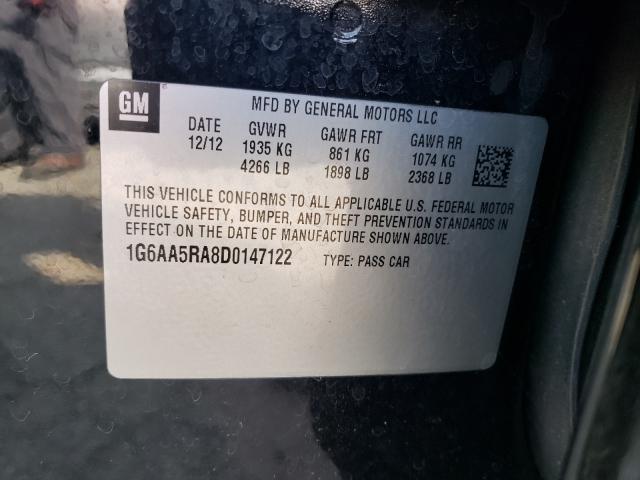 GM
MFD BY GENERAL MOTORS LLC
DATE GVWR GAWR FRT GAWR RR
12/12 1935 KG 861 KG 1074 KG
4266 LB 1898 LB 2368 LB
THIS VEHICLE CONFORMS TO ALL APPLICABLE U.S. FEDERAL MOTOR
VEHICLE SAFETY, BUMPER, AND THEFT PREVENTION STANDARDS IN
EFFECT ON THE DATE OF MANUFACTURE SHOWN ABOVE.
1G6AA5RA8D0147122 TYPE: PASS CAR